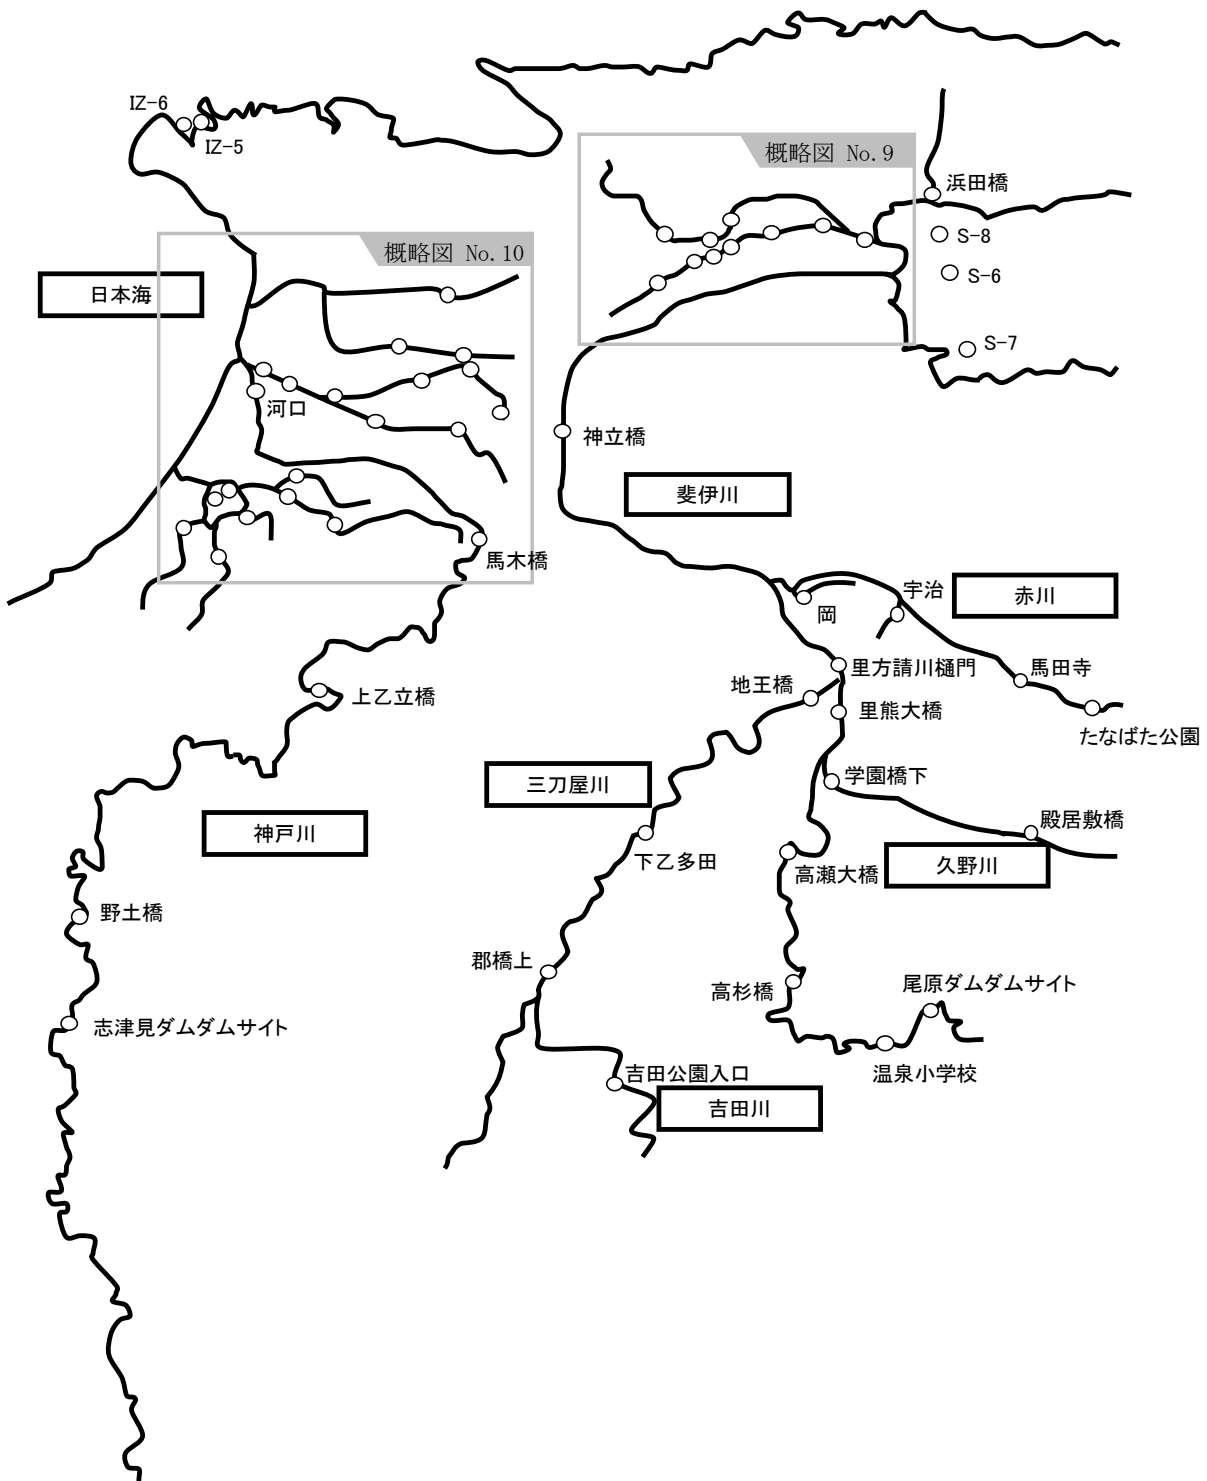 IZ-6
IZ-5
概略図 No.9
浜田橋
S-8
S-6
S-7
概略図 No.10
日本海
河口
神立橋
斐伊川
馬木橋
宇治
赤川
岡
里方請川樋門
馬田寺
地王橋
上乙立橋
里熊大橋
たなばた公園
三刀屋川
学園橋下
神戸川
殿居敷橋
下乙多田
高瀬大橋
久野川
野土橋
郡橋上
高杉橋
尾原ダムダムサイト
志津見ダムダムサイト
吉田公園入口
温泉小学校
吉田川